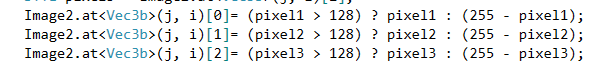 Image2.at<Vec3b>(j, i)[0]= (pixel1 > 128) ? pixel1 : (255 - pixel1);
Image2.at<Vec3b>(j, i)[1]= (pixel2 > 128) ? pixel2 : (255 - pixel2);
Image2.at<Vec3b>(j, i)[2]= (pixel3 > 128) ? pixel3 : (255 - pixel3);